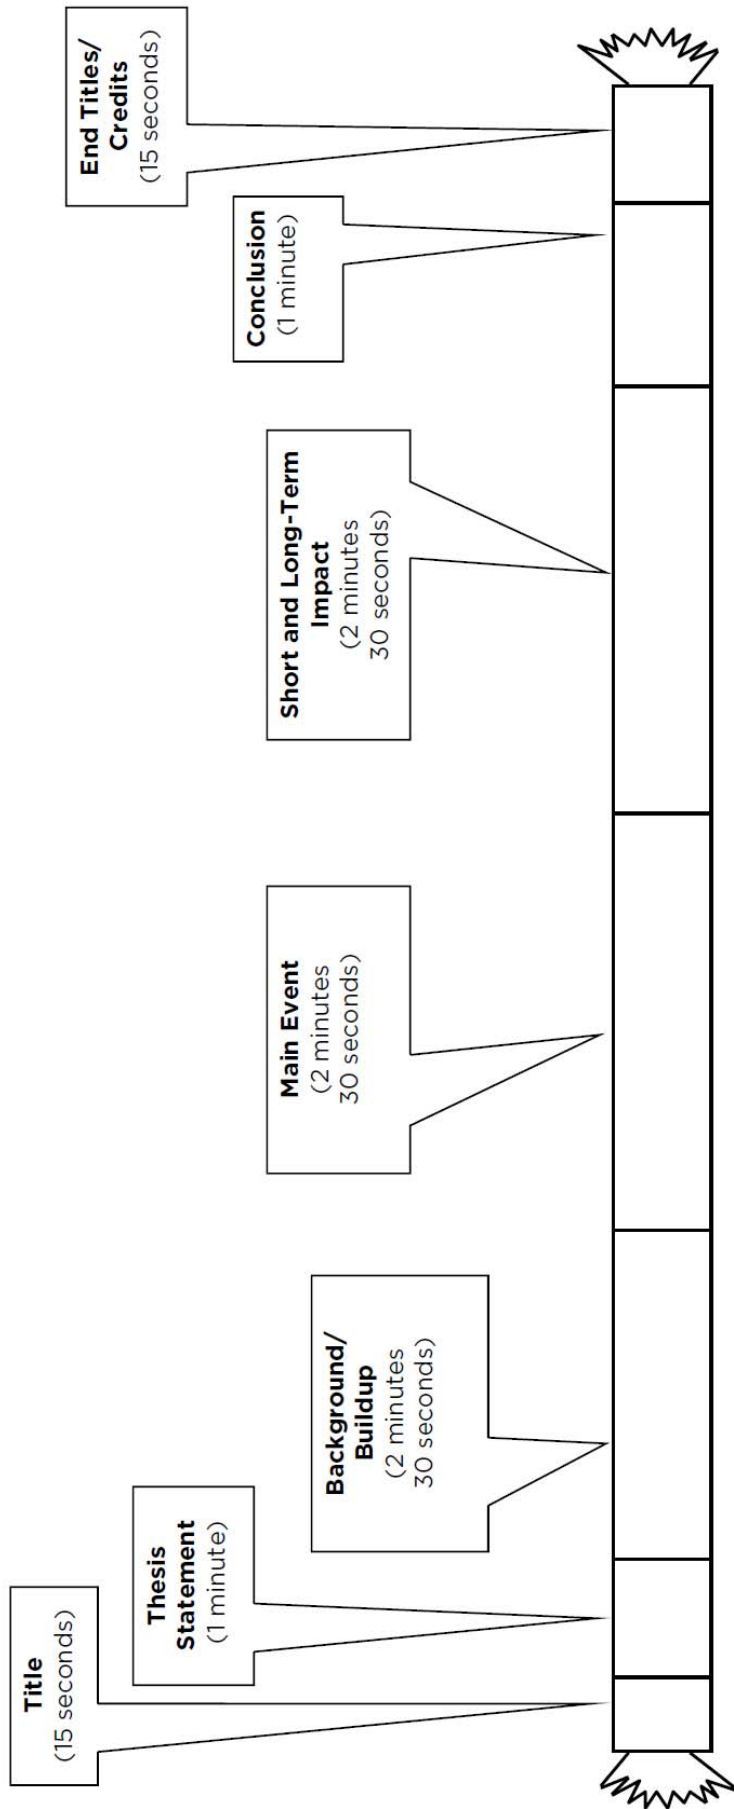 Title
(15 seconds)
Thesis
Statement
(1 minute)
Background/
Buildup
(2 minutes
30 seconds)
Main Event
(2 minutes
30 seconds)
Short and Long-Term
Impact
(2 minutes
30 seconds)
Conclusion
(1 minute)
End Titles/
Credits
(15 seconds)